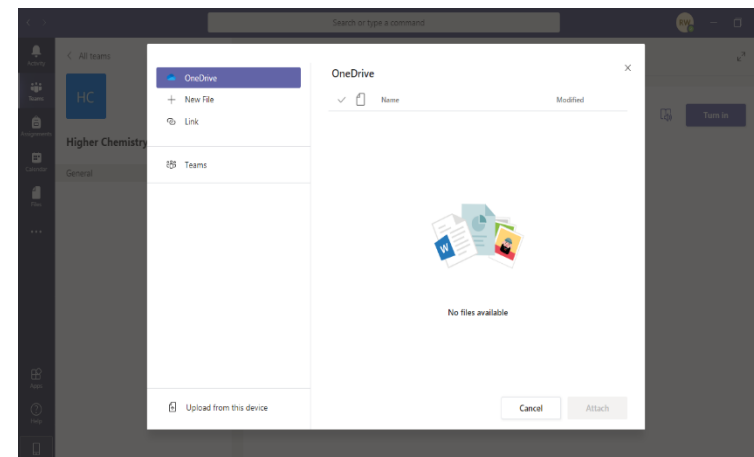 Search or type a command
RW
Activity
All teams
OneDrive
OneDrive
New File
Name
Modified
Teams
HC
Link
Turn in
Assignments
Higher Chemistry
Calendar
General
Teams
Files
W
No files available
Apps
Upload from this device
Cancel
Attach
Help